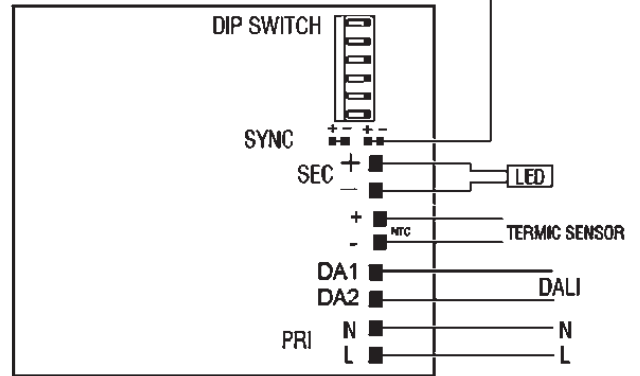 DIP SWITCH
+ - + -
SYNC
SEC +
-
LED
+
NTC
-
TERMIC SENSOR
DA1
DA2
DALI
PRI
N N
L L